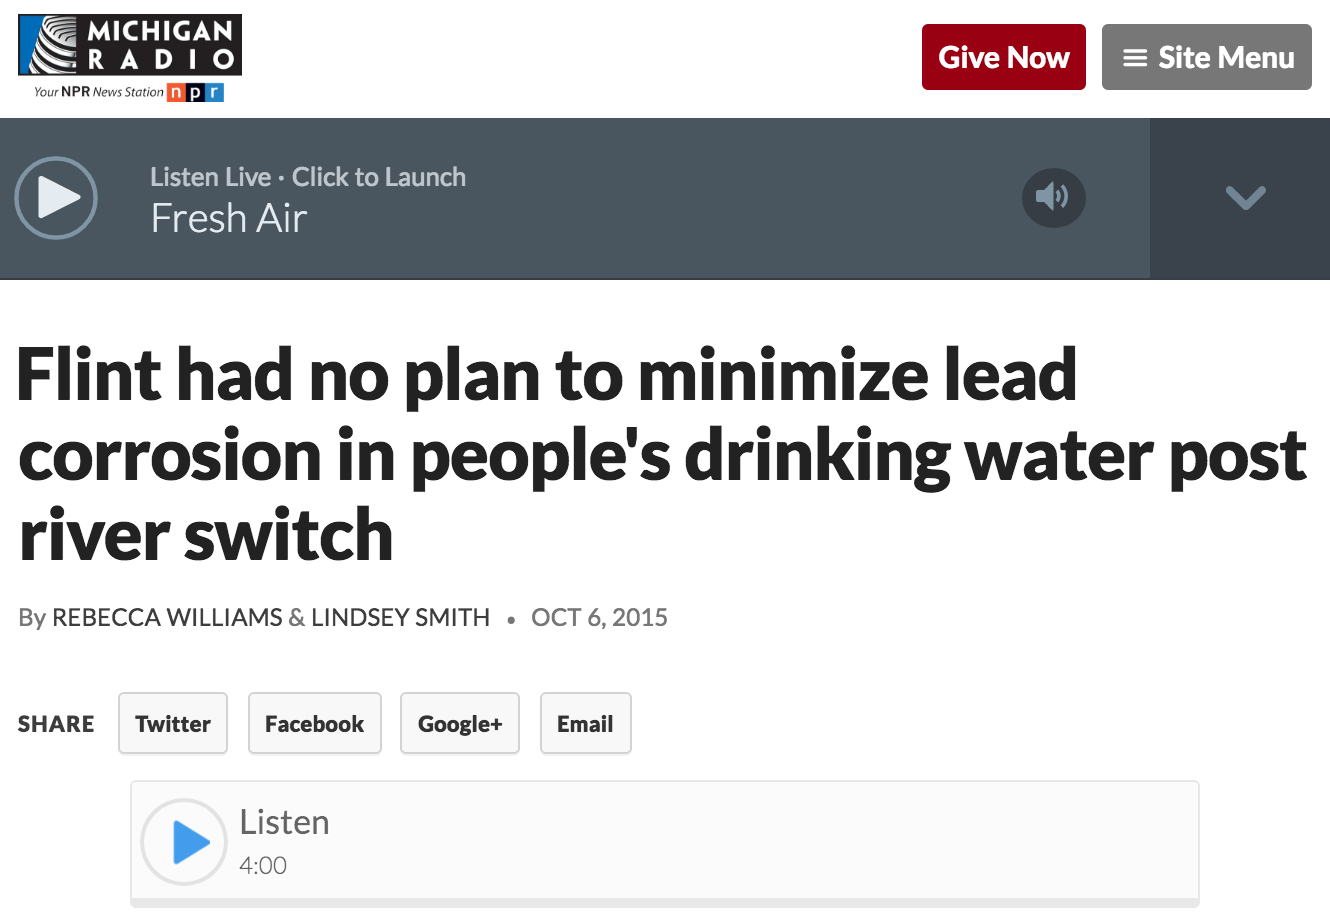 MICHIGAN
RADIO
Your NPR News Station n p r
Give Now
Site Menu
Listen Live · Click to Launch
Fresh Air
Flint had no plan to minimize lead
corrosion in people's drinking water post
river switch
By REBECCA WILLIAMS & LINDSEY SMITH • OCT 6, 2015
SHARE Twitter Facebook Google+ Email
Listen
4:00